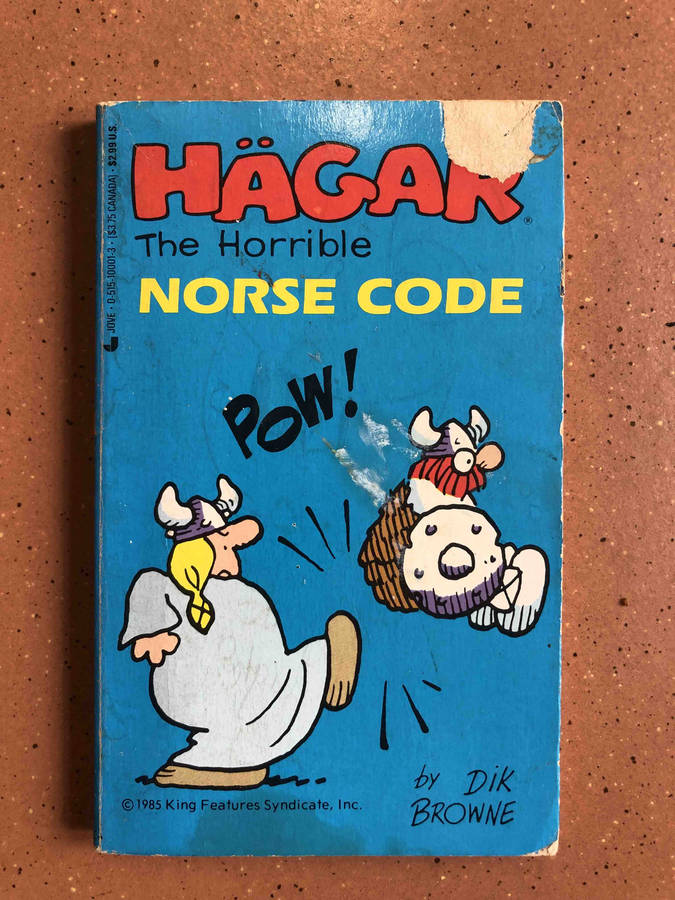 HÄGAR
®
The Horrible
NORSE CODE
JOVE · 0-515-10001-3 · [$3.75 CANADA] · $2.99 U.S.
POW!
by DiK
BROWNE
© 1985 King Features Syndicate, Inc.